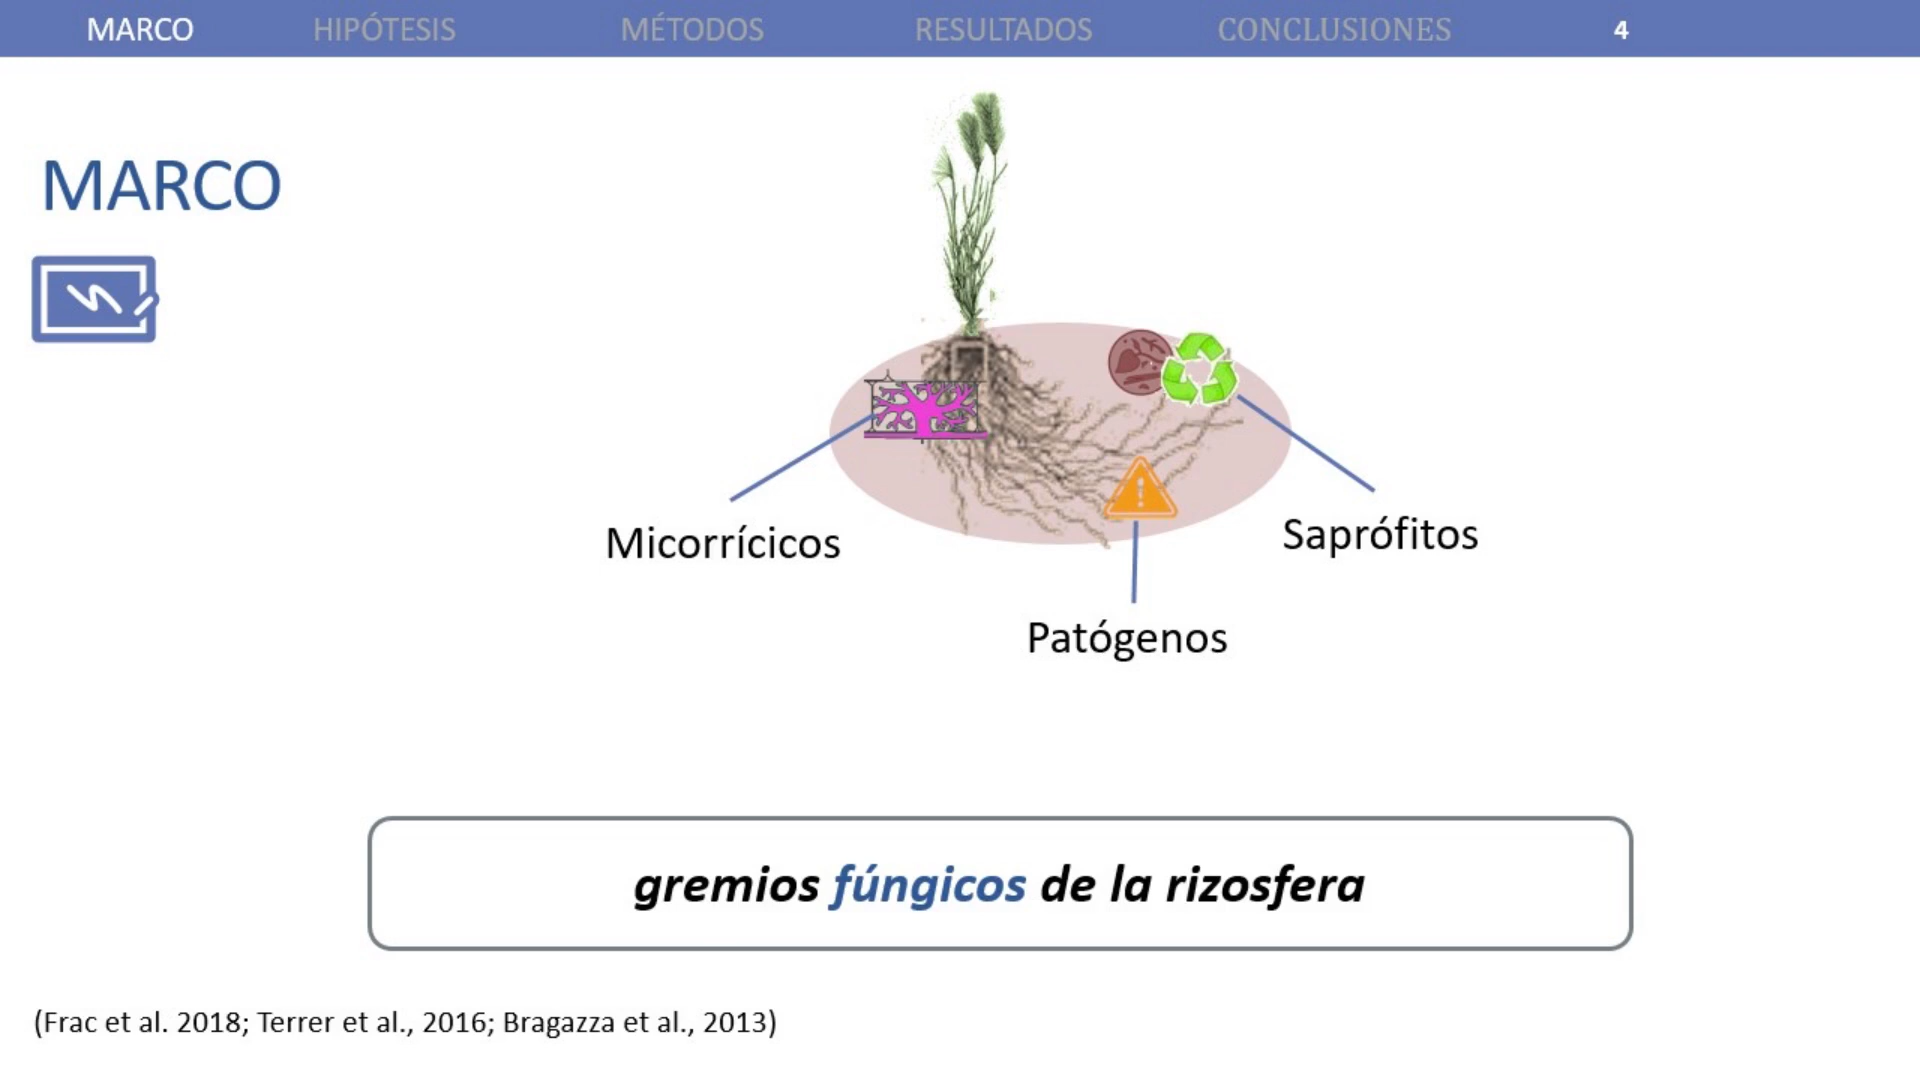 MARCO HIPÓTESIS MÉTODOS RESULTADOS CONCLUSIONES 4
MARCO
Micorrícicos
Saprófitos
Patógenos
gremios fúngicos de la rizosfera
(Frac et al. 2018; Terrer et al., 2016; Bragazza et al., 2013)